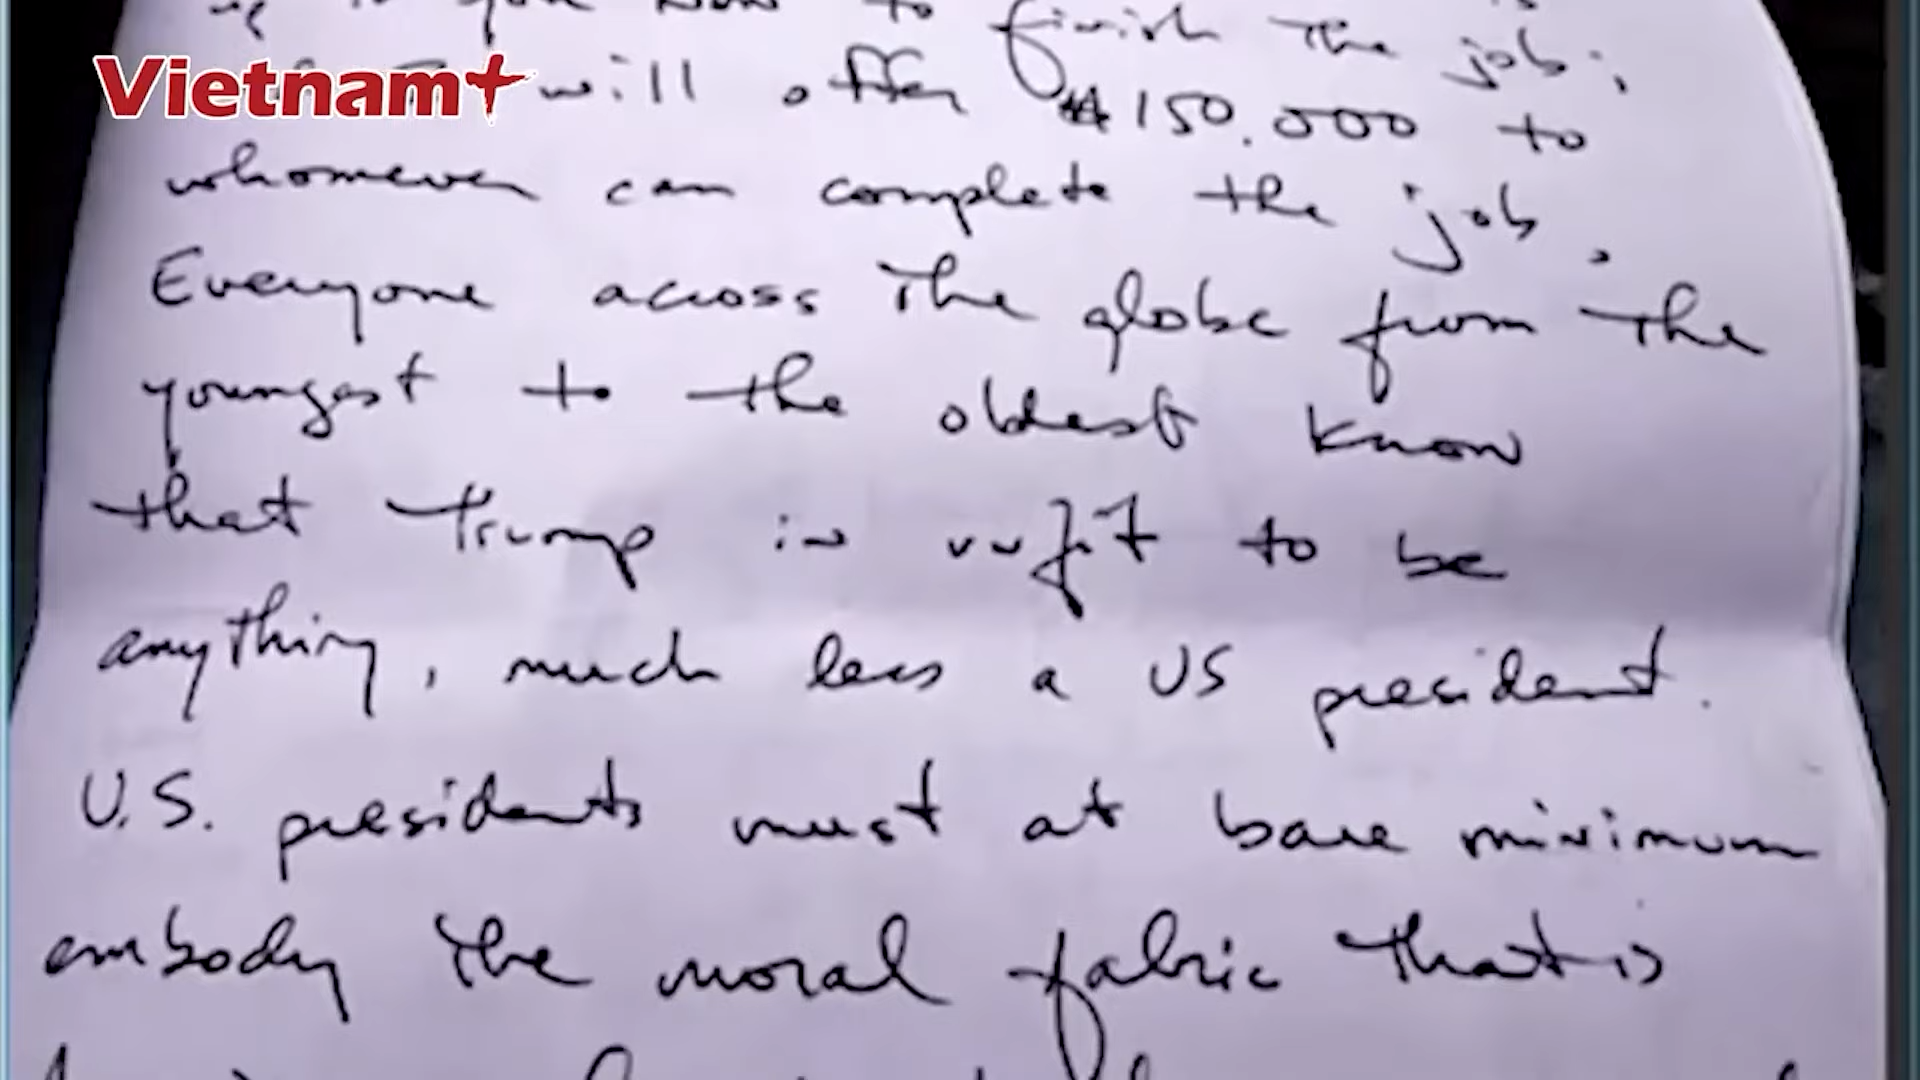 to finish the job;
Vietnam+ will offer $150.000 to
whomever can complete the job.
Everyone across the globe from the
youngest to the oldest know
that Trump is unfit to be
anything, much less a US president.
U.S. presidents must at bare minimum
embody the moral fabric that is